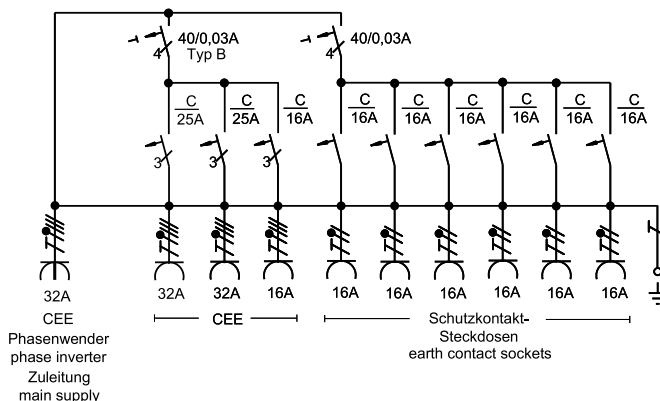 40/0,03A
Typ B
4
40/0,03A
4
C
25A
C
25A
C
16A
C
16A
C
16A
C
16A
C
16A
C
16A
C
16A
3
3
3
32A
32A
32A
16A
16A
16A
16A
16A
16A
16A
CEE
Phasenwender
phase inverter
Zuleitung
main supply
CEE
Schutzkontakt-
Steckdosen
earth contact sockets